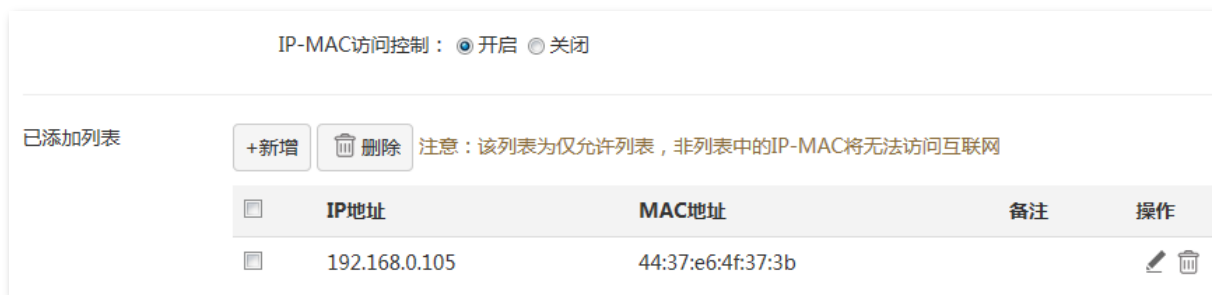 IP-MAC访问控制： 开启 关闭
已添加列表
+新增 删除 注意：该列表为仅允许列表，非列表中的IP-MAC将无法访问互联网
IP地址 MAC地址 备注 操作
192.168.0.105 44:37:e6:4f:37:3b